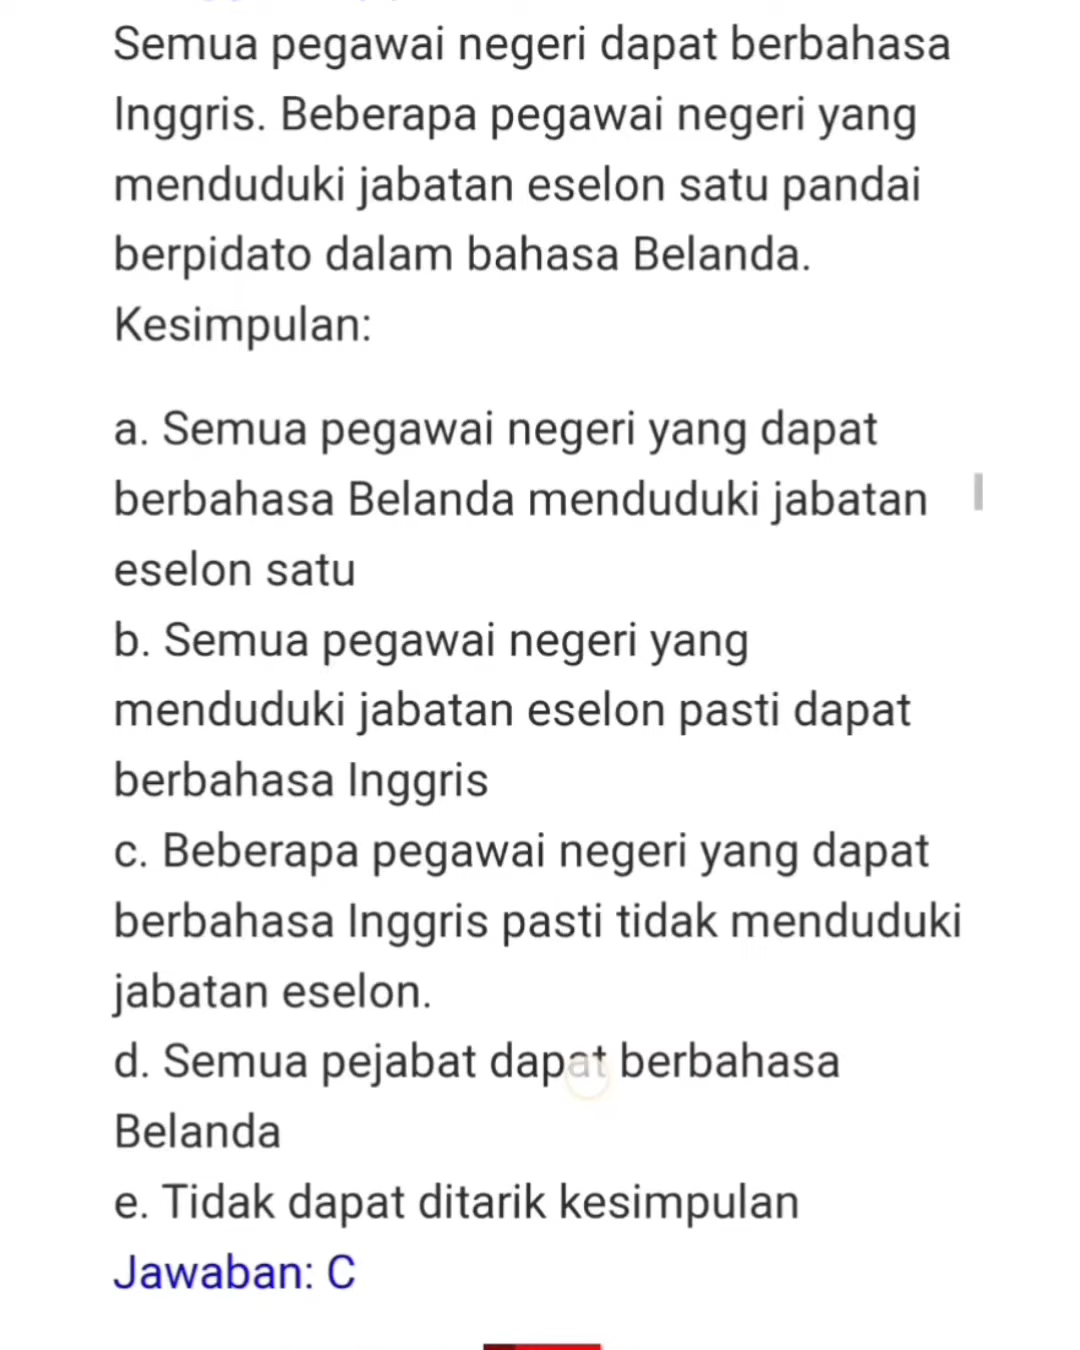 Semua pegawai negeri dapat berbahasa
Inggris. Beberapa pegawai negeri yang
menduduki jabatan eselon satu pandai
berpidato dalam bahasa Belanda.
Kesimpulan:
a. Semua pegawai negeri yang dapat
berbahasa Belanda menduduki jabatan
eselon satu
b. Semua pegawai negeri yang
menduduki jabatan eselon pasti dapat
berbahasa Inggris
c. Beberapa pegawai negeri yang dapat
berbahasa Inggris pasti tidak menduduki
jabatan eselon.
d. Semua pejabat dapat berbahasa
Belanda
e. Tidak dapat ditarik kesimpulan
Jawaban: C